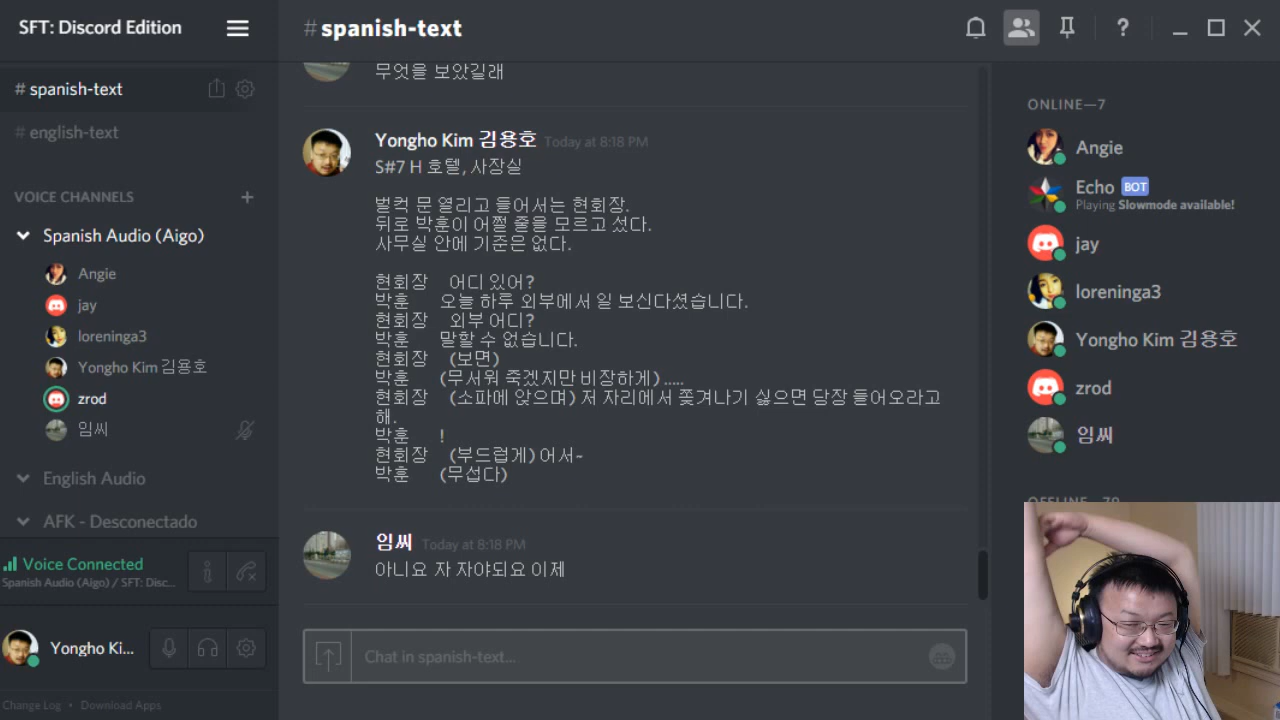 SFT: Discord Edition
# spanish-text
# english-text
VOICE CHANNELS
Spanish Audio (Aigo)
Angie
jay
loreninga3
Yongho Kim 김용호
zrod
임씨
English Audio
AFK - Desconectado
Voice Connected
Spanish Audio (Aigo) / SFT: Disc...
Yongho Ki...
Change Log • Download Apps
# spanish-text
무엇을 보았길래
Yongho Kim 김용호 Today at 8:18 PM
S#7 H 호텔, 사장실
벌컥 문 열리고 들어서는 현회장.
뒤로 박훈이 어쩔 줄을 모르고 섰다.
사무실 안에 기준은 없다.
현회장 어디 있어?
박훈 오늘 하루 외부에서 일 보신다셨습니다.
현회장 외부 어디?
박훈 말할 수 없습니다.
현회장 (보면)
박훈 (무서워 죽겠지만 비장하게) .....
현회장 (소파에 앉으며) 저 자리에서 쫓겨나기 싫으면 당장 들어오라고
해.
박훈 !
현회장 (부드럽게) 어서~
박훈 (무섭다)
임씨 Today at 8:18 PM
아니요 자 자야되요 이제
Chat in spanish-text...
ONLINE—7
Angie
Echo BOT
Playing Slowmode available!
jay
loreninga3
Yongho Kim 김용호
zrod
임씨
OFFLINE—70